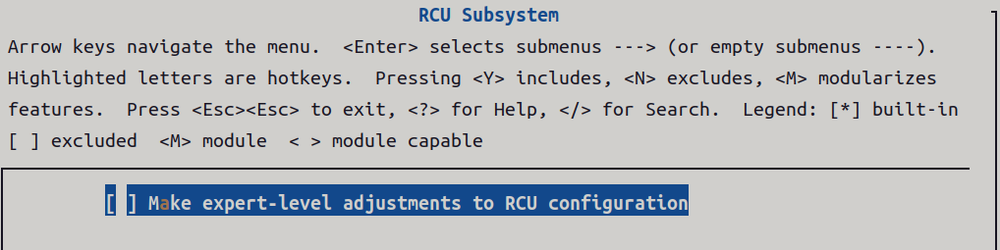 RCU Subsystem
Arrow keys navigate the menu.  <Enter> selects submenus ---> (or empty submenus ----).
Highlighted letters are hotkeys.  Pressing <Y> includes, <N> excludes, <M> modularizes
features.  Press <Esc><Esc> to exit, <?> for Help, </> for Search.  Legend: [*] built-in
[ ] excluded  <M> module  < > module capable
[ ] Make expert-level adjustments to RCU configuration